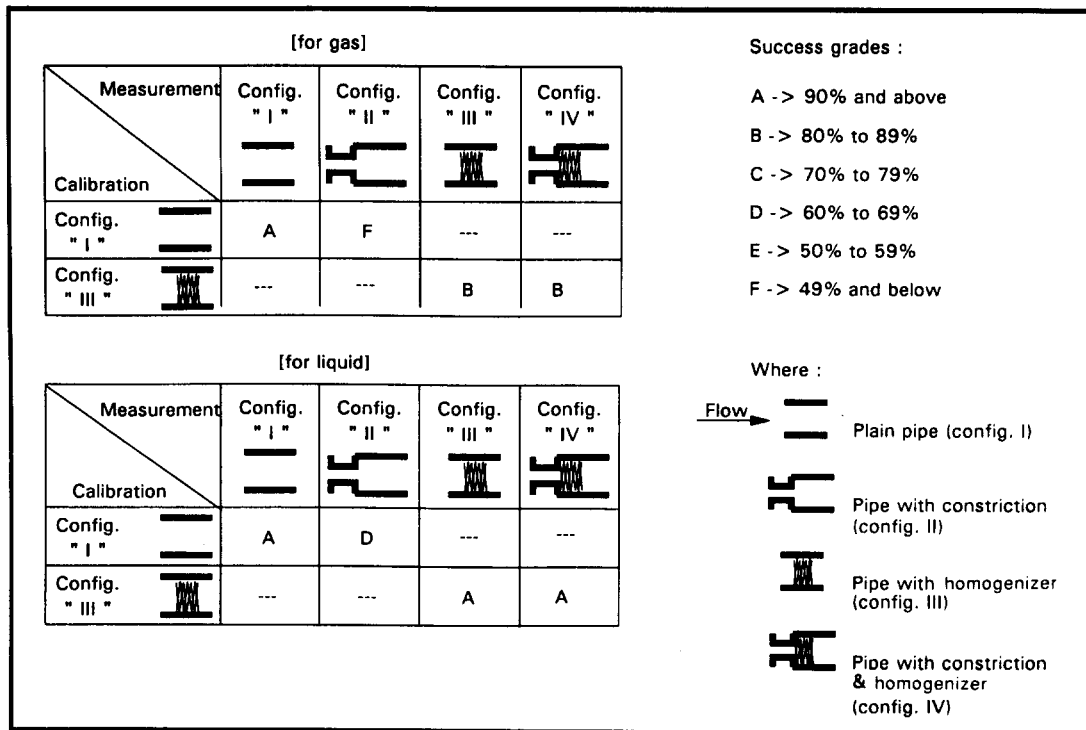 [for gas]
Measurement
Calibration
Config. " I "
Config. " II "
Config. " III "
Config. " IV "
Config. " I "
A
F
---
---
Config. " III "
---
---
B
B
[for liquid]
Measurement
Calibration
Config. " I "
Config. " II "
Config. " III "
Config. " IV "
Config. " I "
A
D
---
---
Config. " III "
---
---
A
A
Success grades :
A -> 90% and above
B -> 80% to 89%
C -> 70% to 79%
D -> 60% to 69%
E -> 50% to 59%
F -> 49% and below
Where :
Flow
Plain pipe (config. I)
Pipe with constriction
(config. II)
Pipe with homogenizer
(config. III)
Pipe with constriction
& homogenizer
(config. IV)